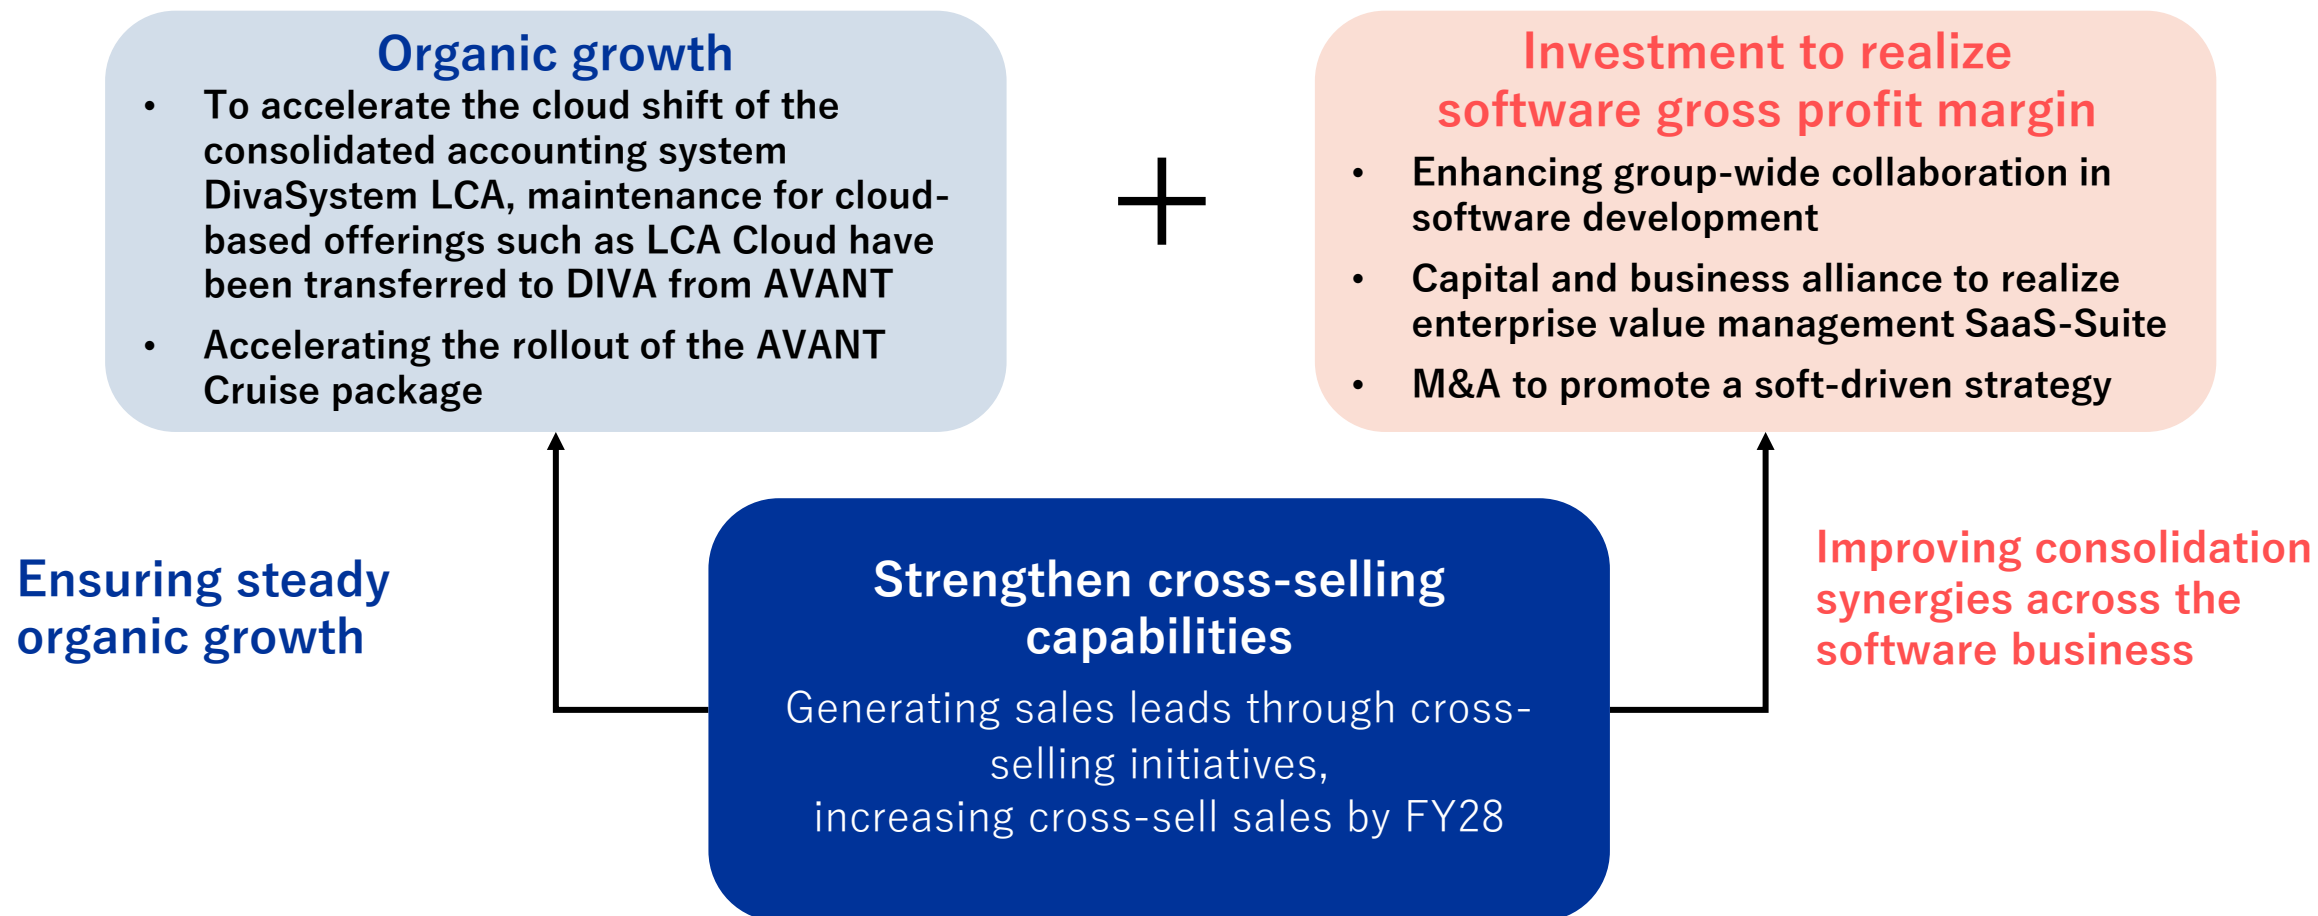 Organic growth
• To accelerate the cloud shift of the
consolidated accounting system
DivaSystem LCA, maintenance for cloud-
based offerings such as LCA Cloud have
been transferred to DIVA from AVANT
• Accelerating the rollout of the AVANT
Cruise package
+
Investment to realize
software gross profit margin
• Enhancing group-wide collaboration in
software development
• Capital and business alliance to realize
enterprise value management SaaS-Suite
• M&A to promote a soft-driven strategy
Ensuring steady
organic growth
Strengthen cross-selling
capabilities
Generating sales leads through cross-
selling initiatives,
increasing cross-sell sales by FY28
Improving consolidation
synergies across the
software business